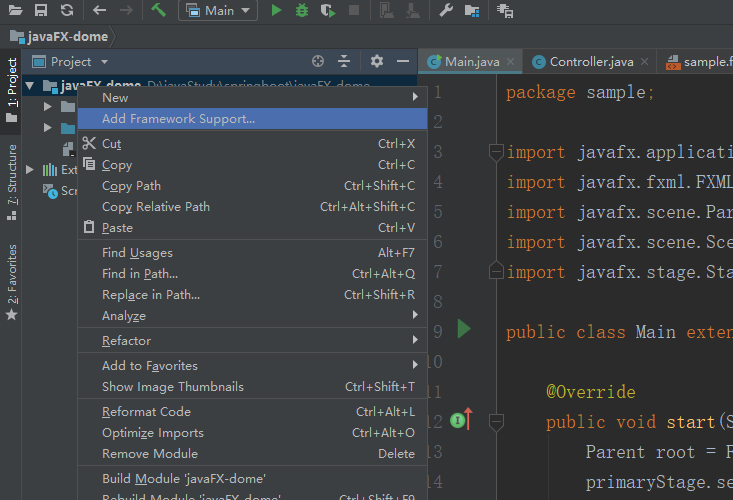 Main
javaFX-dome
Project
Main.java
Controller.java
sample.f
1: Project
7: Structure
2: Favorites
javaFX-dome D:\javaStudy\springboot\javaFX-dome
Ext
Scr
New
Add Framework Support...
Cut Ctrl+X
Copy Ctrl+C
Copy Path Ctrl+Shift+C
Copy Relative Path Ctrl+Alt+Shift+C
Paste Ctrl+V
Find Usages Alt+F7
Find in Path... Ctrl+Alt+Q
Replace in Path... Ctrl+Shift+R
Analyze
Refactor
Add to Favorites
Show Image Thumbnails Ctrl+Shift+T
Reformat Code Ctrl+Alt+L
Optimize Imports Ctrl+Alt+O
Remove Module Delete
Build Module 'javaFX-dome'
Rebuild Module 'javaFX-dome' Ctrl+Shift+F9
1 package sample;
2
3 import javafx.applicati
4 import javafx.fxml.FXML
5 import javafx.scene.Par
6 import javafx.scene.Sce
7 import javafx.stage.Sta
8
9 public class Main exten
10
11 @Override
12 public void start(S
13 Parent root = F
14 primaryStage.se